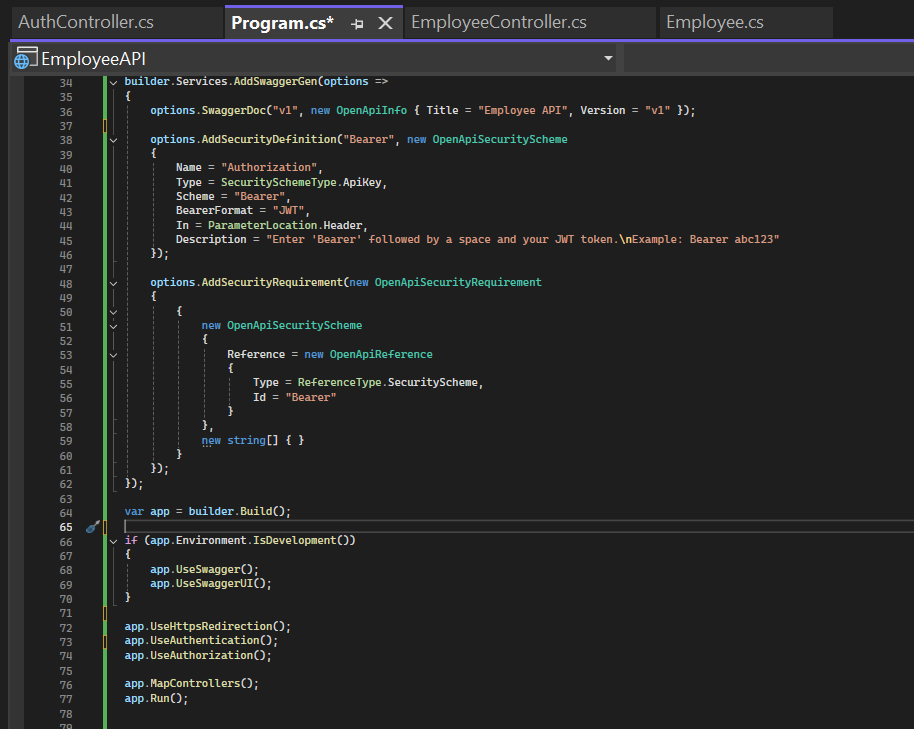 AuthController.cs
Program.cs*
EmployeeController.cs
Employee.cs
EmployeeAPI
34 builder.Services.AddSwaggerGen(options =>
35 {
36 options.SwaggerDoc("v1", new OpenApiInfo { Title = "Employee API", Version = "v1" });
37
38 options.AddSecurityDefinition("Bearer", new OpenApiSecurityScheme
39 {
40 Name = "Authorization",
41 Type = SecuritySchemeType.ApiKey,
42 Scheme = "Bearer",
43 BearerFormat = "JWT",
44 In = ParameterLocation.Header,
45 Description = "Enter 'Bearer' followed by a space and your JWT token.\nExample: Bearer abc123"
46 });
47
48 options.AddSecurityRequirement(new OpenApiSecurityRequirement
49 {
50 {
51 new OpenApiSecurityScheme
52 {
53 Reference = new OpenApiReference
54 {
55 Type = ReferenceType.SecurityScheme,
56 Id = "Bearer"
57 }
58 },
59 new string[] { }
60 }
61 });
62 });
63
64 var app = builder.Build();
65
66 if (app.Environment.IsDevelopment())
67 {
68 app.UseSwagger();
69 app.UseSwaggerUI();
70 }
71
72 app.UseHttpsRedirection();
73 app.UseAuthentication();
74 app.UseAuthorization();
75
76 app.MapControllers();
77 app.Run();
78
79